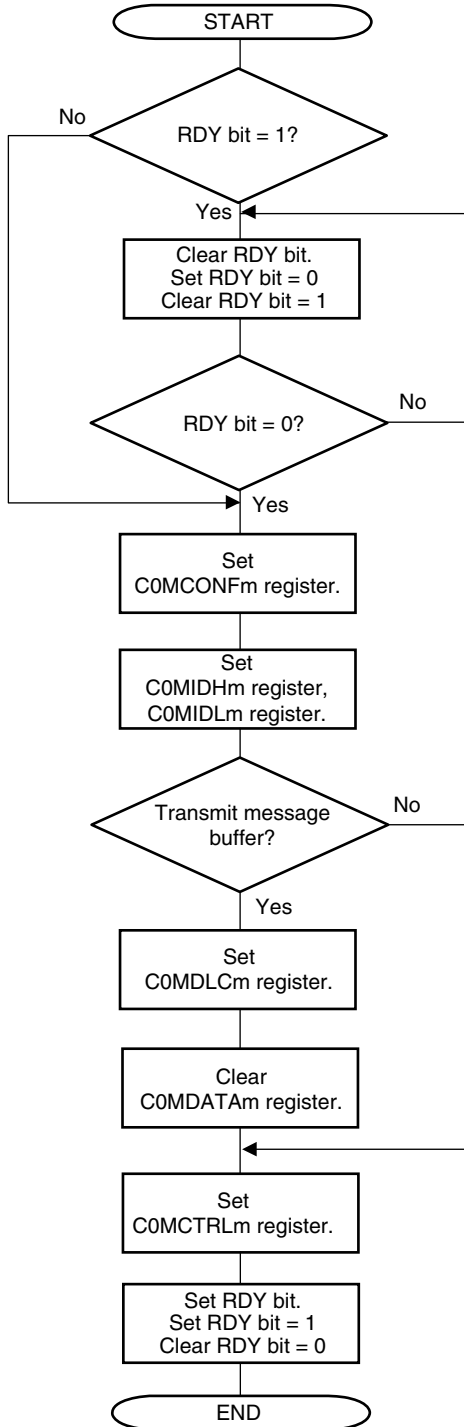 START
No
RDY bit = 1?
Yes
Clear RDY bit.
Set RDY bit = 0
Clear RDY bit = 1
No
RDY bit = 0?
Yes
Set
C0MCONFm register.
Set
C0MIDHm register,
C0MIDLm register.
No
Transmit message
buffer?
Yes
Set
C0MDLCm register.
Clear
C0MDATAm register.
Set
C0MCTRLm register.
Set RDY bit.
Set RDY bit = 1
Clear RDY bit = 0
END